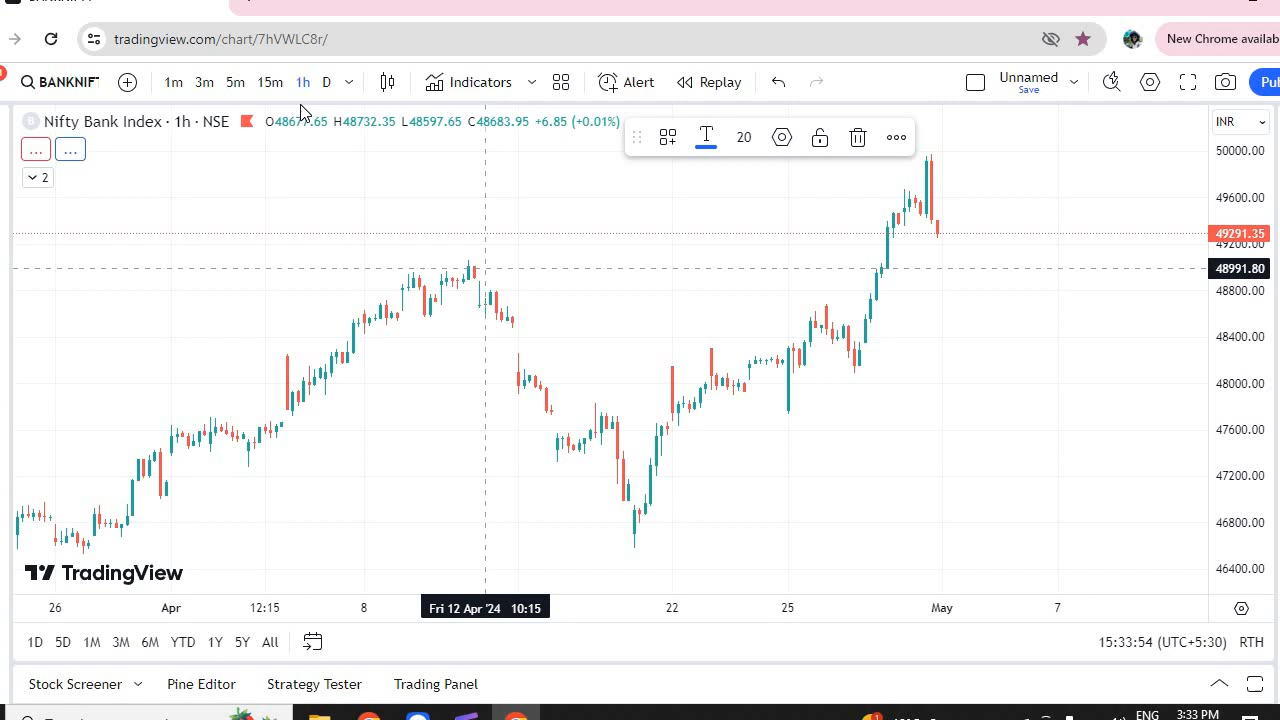 tradingview.com/chart/7hVWLC8r/
New Chrome availab
BANKNIF
1m 3m 5m 15m 1h D
Indicators
Alert
Replay
Unnamed
Save
Pul
Nifty Bank Index · 1h · NSE
H48732.35 L48597.65 C48683.95 +6.85 (+0.01%)
20
INR
... ...
2
50000.00
49600.00
49291.35
49200.00
48991.80
48800.00
48400.00
48000.00
47600.00
47200.00
46800.00
46400.00
TradingView
26 Apr 12:15 8 Fri 12 Apr '24 10:15 22 25 May 7
1D 5D 1M 3M 6M YTD 1Y 5Y All
15:33:54 (UTC+5:30) RTH
Stock Screener Pine Editor Strategy Tester Trading Panel
ENG
3:33 PM